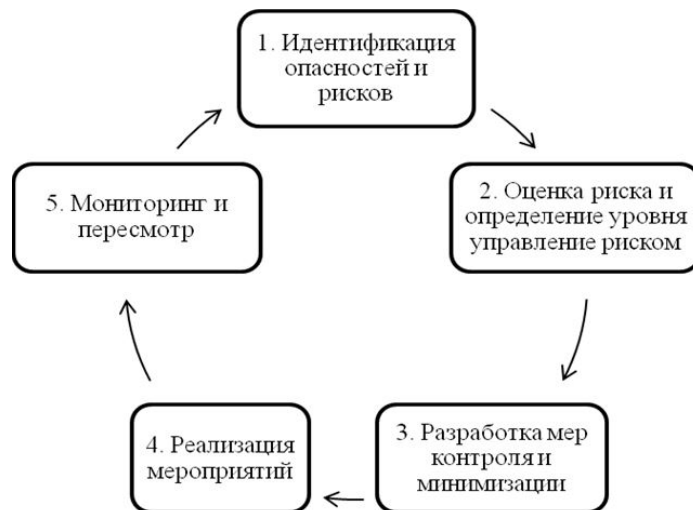 1. Идентификация
опасностей и
рисков
2. Оценка риска и
определение уровня
управление риском
3. Разработка мер
контроля и
минимизации
4. Реализация
мероприятий
5. Мониторинг и
пересмотр